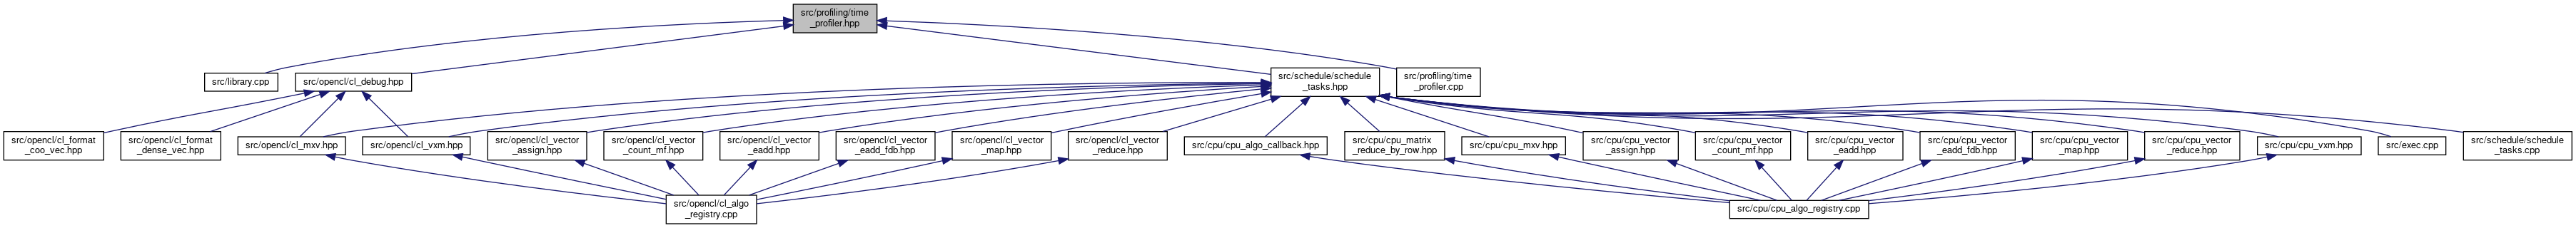 src/profiling/time
_profiler.hpp
src/library.cpp
src/opencl/cl_debug.hpp
src/schedule/schedule
_tasks.hpp
src/profiling/time
_profiler.cpp
src/opencl/cl_format
_coo_vec.hpp
src/opencl/cl_format
_dense_vec.hpp
src/opencl/cl_mxv.hpp
src/opencl/cl_vxm.hpp
src/opencl/cl_vector
_assign.hpp
src/opencl/cl_vector
_count_mf.hpp
src/opencl/cl_vector
_eadd.hpp
src/opencl/cl_vector
_eadd_fdb.hpp
src/opencl/cl_vector
_map.hpp
src/opencl/cl_vector
_reduce.hpp
src/cpu/cpu_algo_callback.hpp
src/cpu/cpu_matrix
_reduce_by_row.hpp
src/cpu/cpu_mxv.hpp
src/cpu/cpu_vector
_assign.hpp
src/cpu/cpu_vector
_count_mf.hpp
src/cpu/cpu_vector
_eadd.hpp
src/cpu/cpu_vector
_eadd_fdb.hpp
src/cpu/cpu_vector
_map.hpp
src/cpu/cpu_vector
_reduce.hpp
src/cpu/cpu_vxm.hpp
src/exec.cpp
src/schedule/schedule
_tasks.cpp
src/opencl/cl_algo
_registry.cpp
src/cpu/cpu_algo_registry.cpp